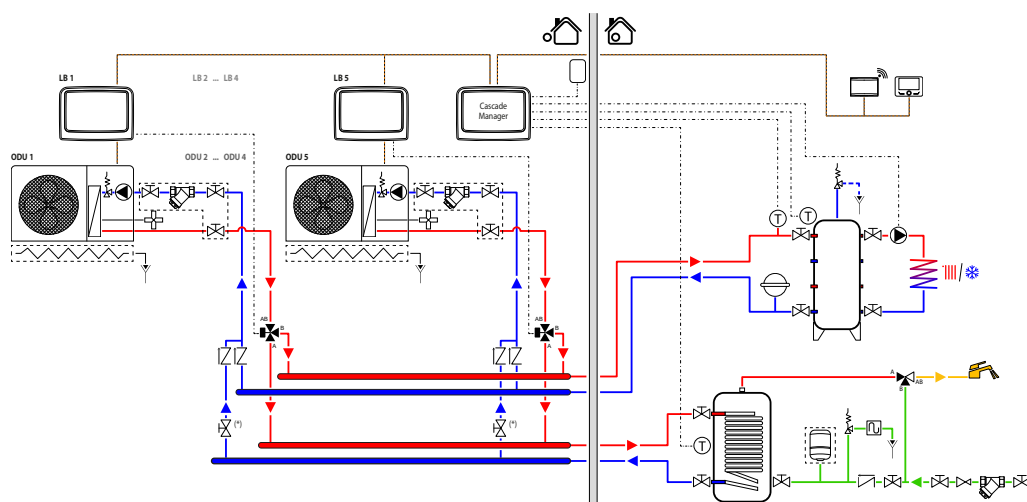 LB 1
LB 2 ... LB 4
LB 5
Cascade
Manager
ODU 1
ODU 2 ... ODU 4
ODU 5
T
T
AB
B
A
AB
B
A
A
AB
B
(*)
(*)
T